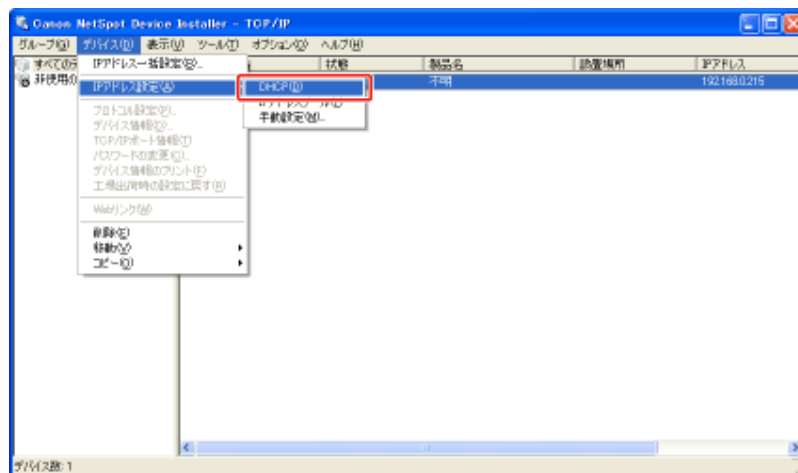 Canon NetSpot Device Installer - TCP/IP
グループ(G) デバイス(D) 表示(V) ツール(T) オプション(O) ヘルプ(H)
すべてのデ
非使用の
状態 製品名 設置場所 IPアドレス
不明 192.168.0.215
IPアドレス一括設定(B)...
IPアドレス設定(A)
プロトコル設定(P)...
デバイス情報(D)...
TCP/IPポート情報(T)
パスワードの変更(C)...
デバイス情報のプリント(F)
工場出荷時の設定に戻す(R)
Webリンク(W)
削除(E)
移動(V)
コピー(O)
DHCP(D)
手動設定(M)...
デバイス数: 1